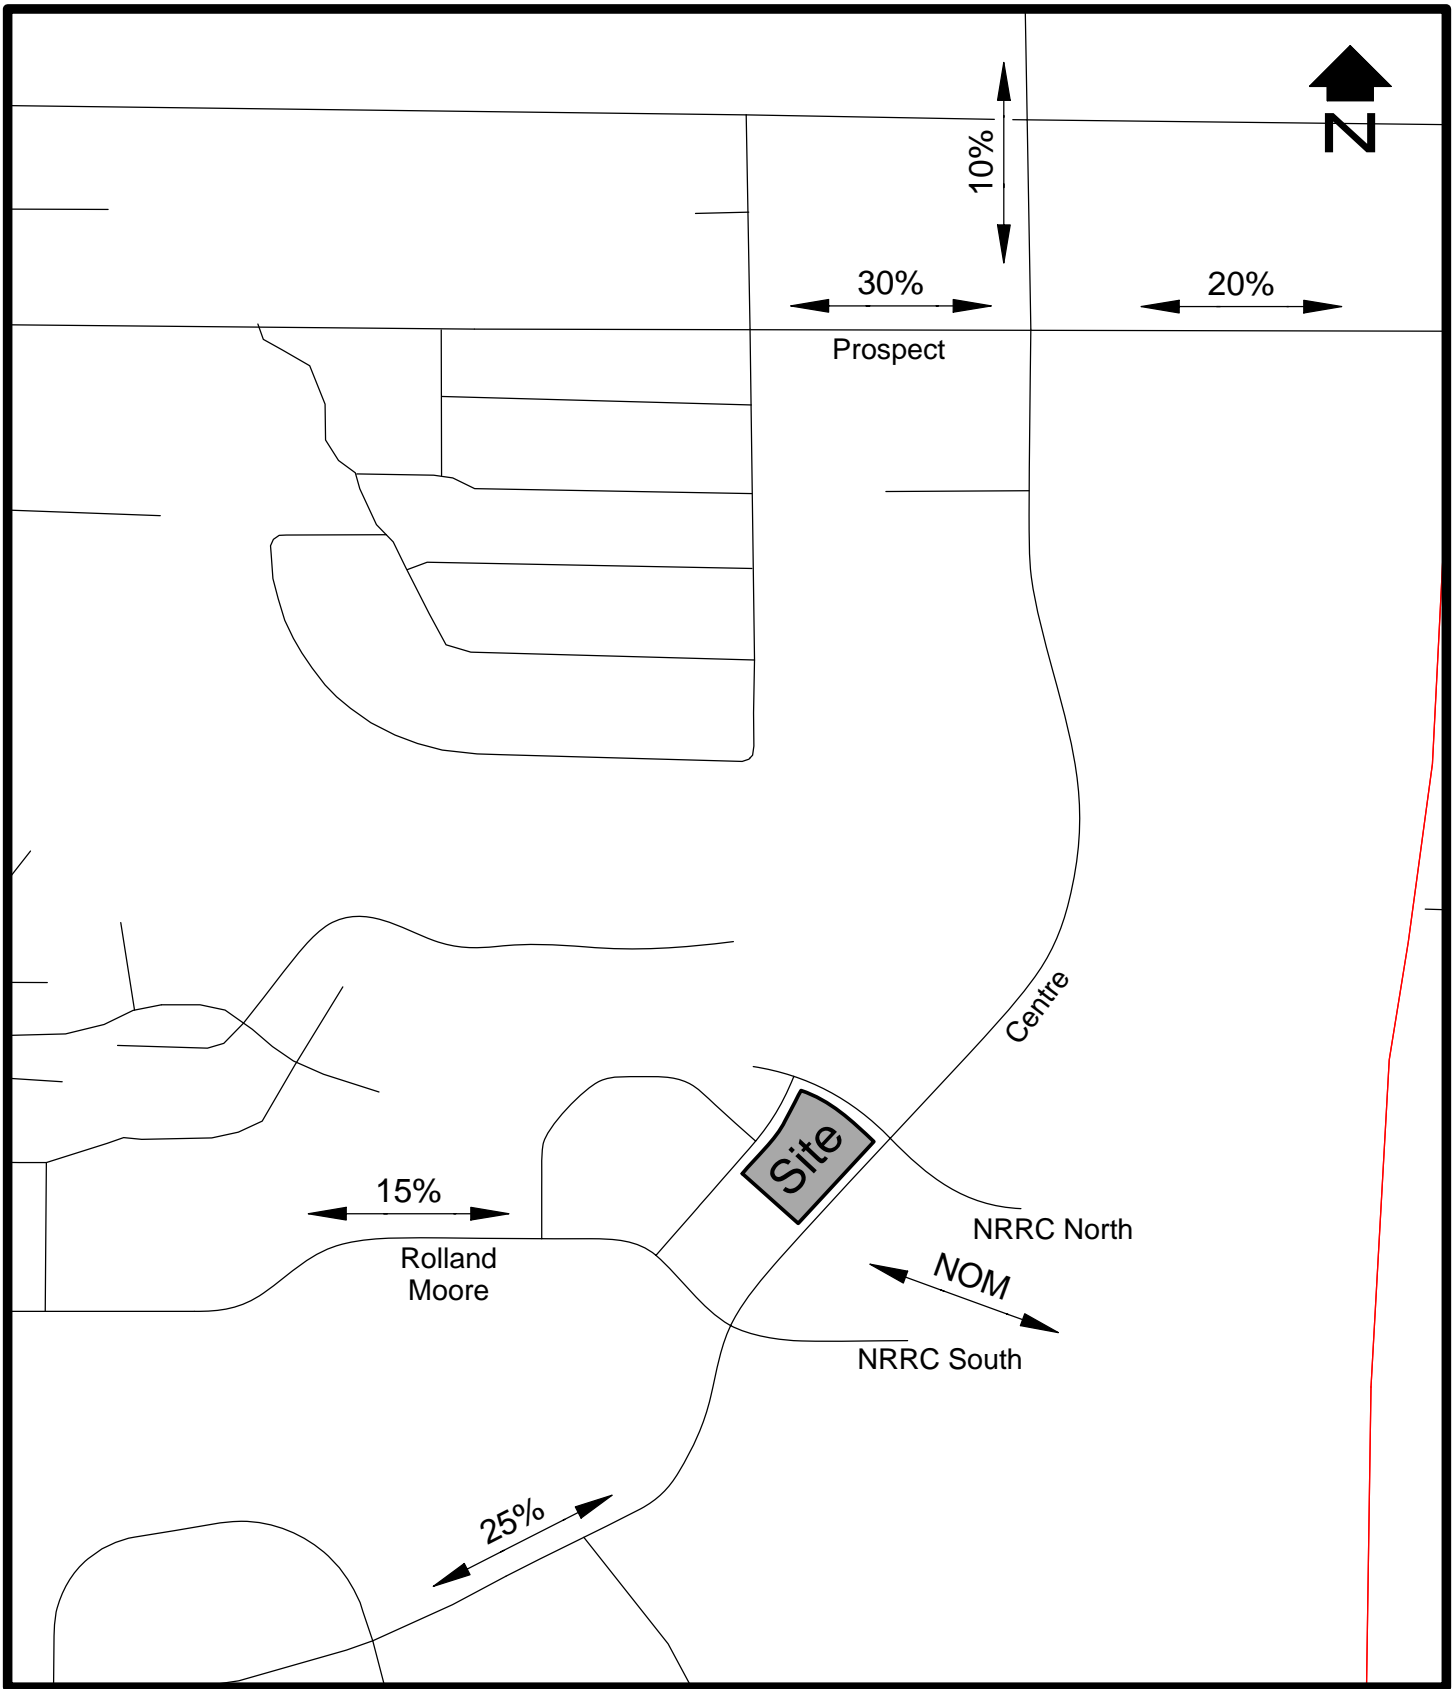 N
10%
30%
20%
Prospect
Centre
Site
15%
Rolland
Moore
NRRC North
NOM
NRRC South
25%